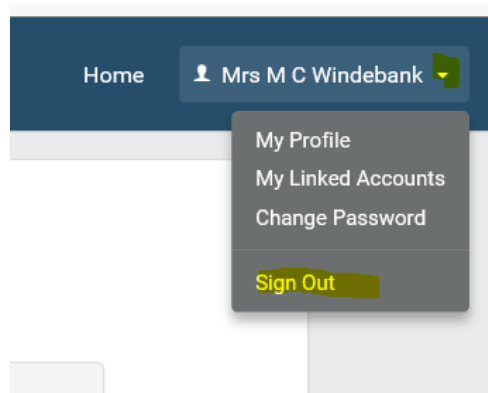 Home Mrs M C Windebank
My Profile
My Linked Accounts
Change Password
Sign Out